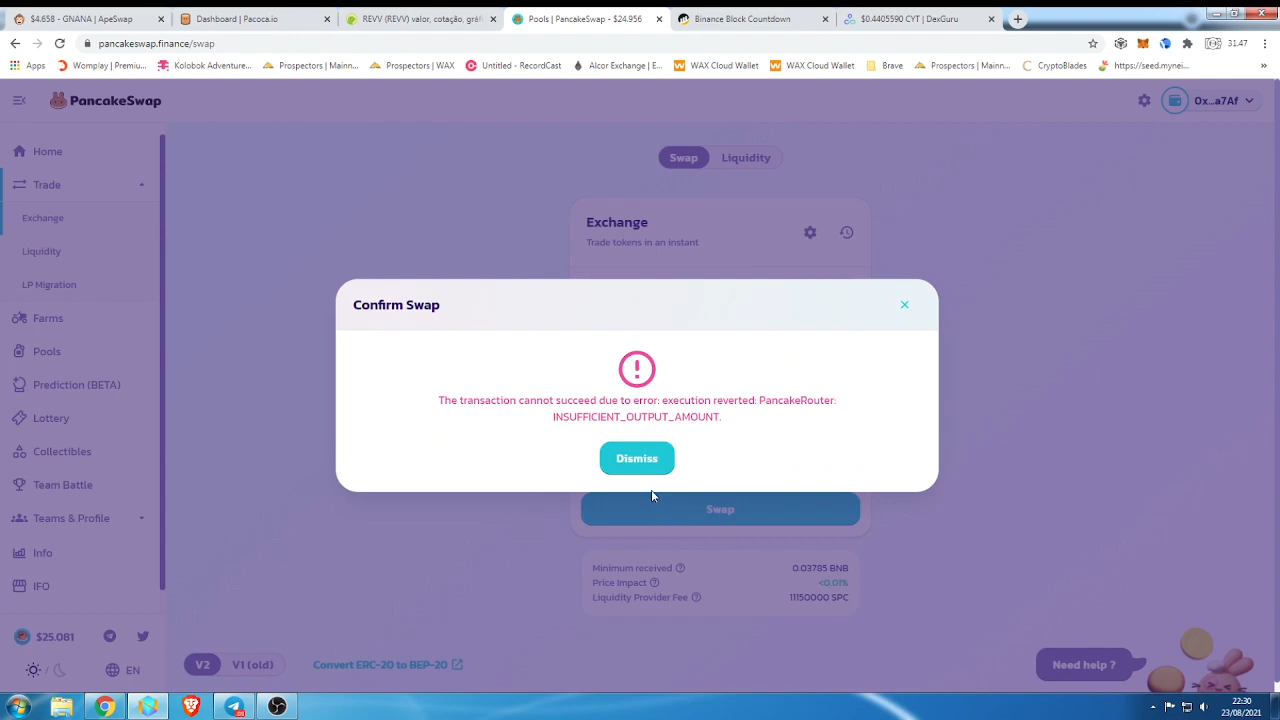 $4.658 - GNANA | ApeSwap
Dashboard | Pacoca.io
REVV (REVV) valor, cotação, gráf
Pools | PancakeSwap - $24.956
Binance Block Countdown
$0.4405590 CYT | DexGuru
pancakeswap.finance/swap
31.47
Apps
Womplay | Premiu...
Kolobok Adventure...
Prospectors | Mainn...
Prospectors | WAX
Untitled - RecordCast
Alcor Exchange | E...
WAX Cloud Wallet
WAX Cloud Wallet
Brave
Prospectors | Mainn...
CryptoBlades
https://seed.mynei...
»
PancakeSwap
0x...a7Af
Home
Trade
Exchange
Liquidity
LP Migration
Farms
Pools
Prediction (BETA)
Lottery
Collectibles
Team Battle
Teams & Profile
Info
IFO
$25.081
EN
Swap
Liquidity
Exchange
Trade tokens in an instant
Confirm Swap
The transaction cannot succeed due to error: execution reverted: PancakeRouter:
INSUFFICIENT_OUTPUT_AMOUNT.
Dismiss
Swap
Minimum received
0.03785 BNB
Price Impact
<0.01%
Liquidity Provider Fee
11150000 SPC
V2
V1 (old)
Convert ERC-20 to BEP-20
Need help ?
22:30
23/08/2021